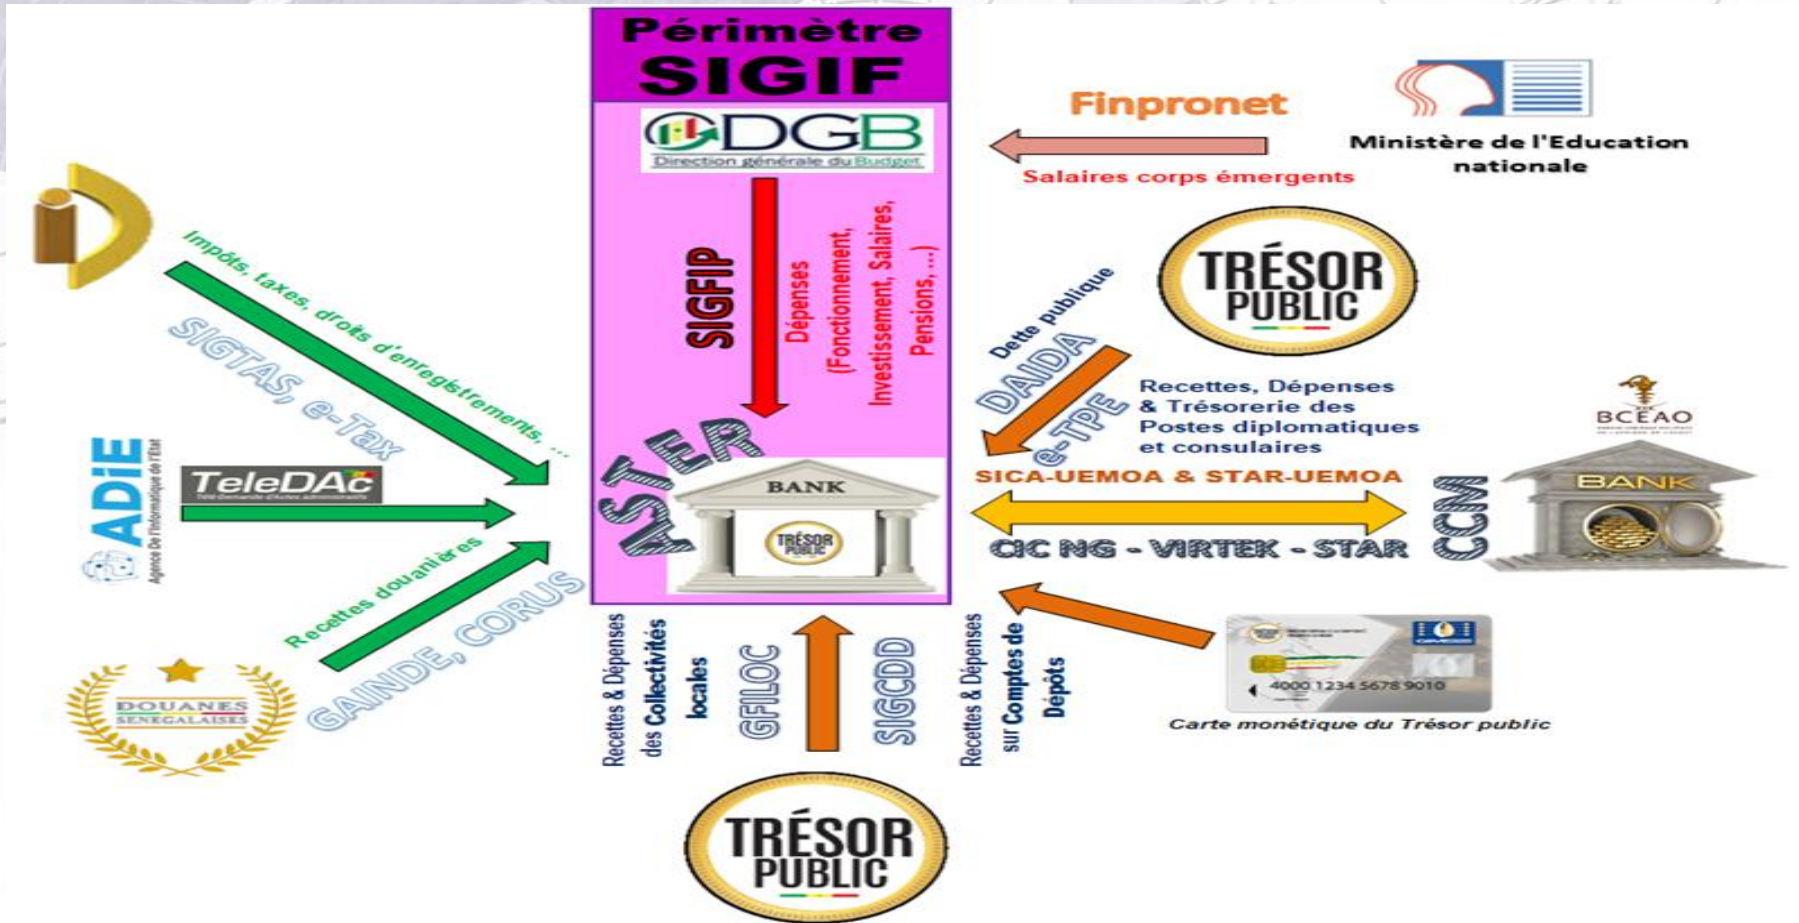 Périmètre
SIGIF
DGB
Direction générale du Budget
SIGFIP
Dépenses
(Fonctionnement,
Investissement, Salaires,
Pensions, ...)
ASTER
BANK
TRÉSOR
PUBLIC
Finpronet
Salaires corps émergents
Ministère de l'Education
nationale
iD
Impôts, taxes, droits d'enregistrements, ...
SIGTAS, e-Tax
ADiE
Agence De l'Informatique de l'Etat
TeleDAc
Recettes douanières
GAINDE, CORUS
DOUANES
SENEGALAISES
TRÉSOR
PUBLIC
Dette publique
DAIDA
e-TPE
Recettes, Dépenses
& Trésorerie des
Postes diplomatiques
et consulaires
SICA-UEMOA & STAR-UEMOA
CIC NG - VIRTEK - STAR
CCM
BCEAO
BANK
Recettes & Dépenses
des Collectivités
locales
GFILOC
SIGCDD
Recettes & Dépenses
sur Comptes de
Dépôts
4000 1234 5678 9010
Carte monétique du Trésor public
TRÉSOR
PUBLIC